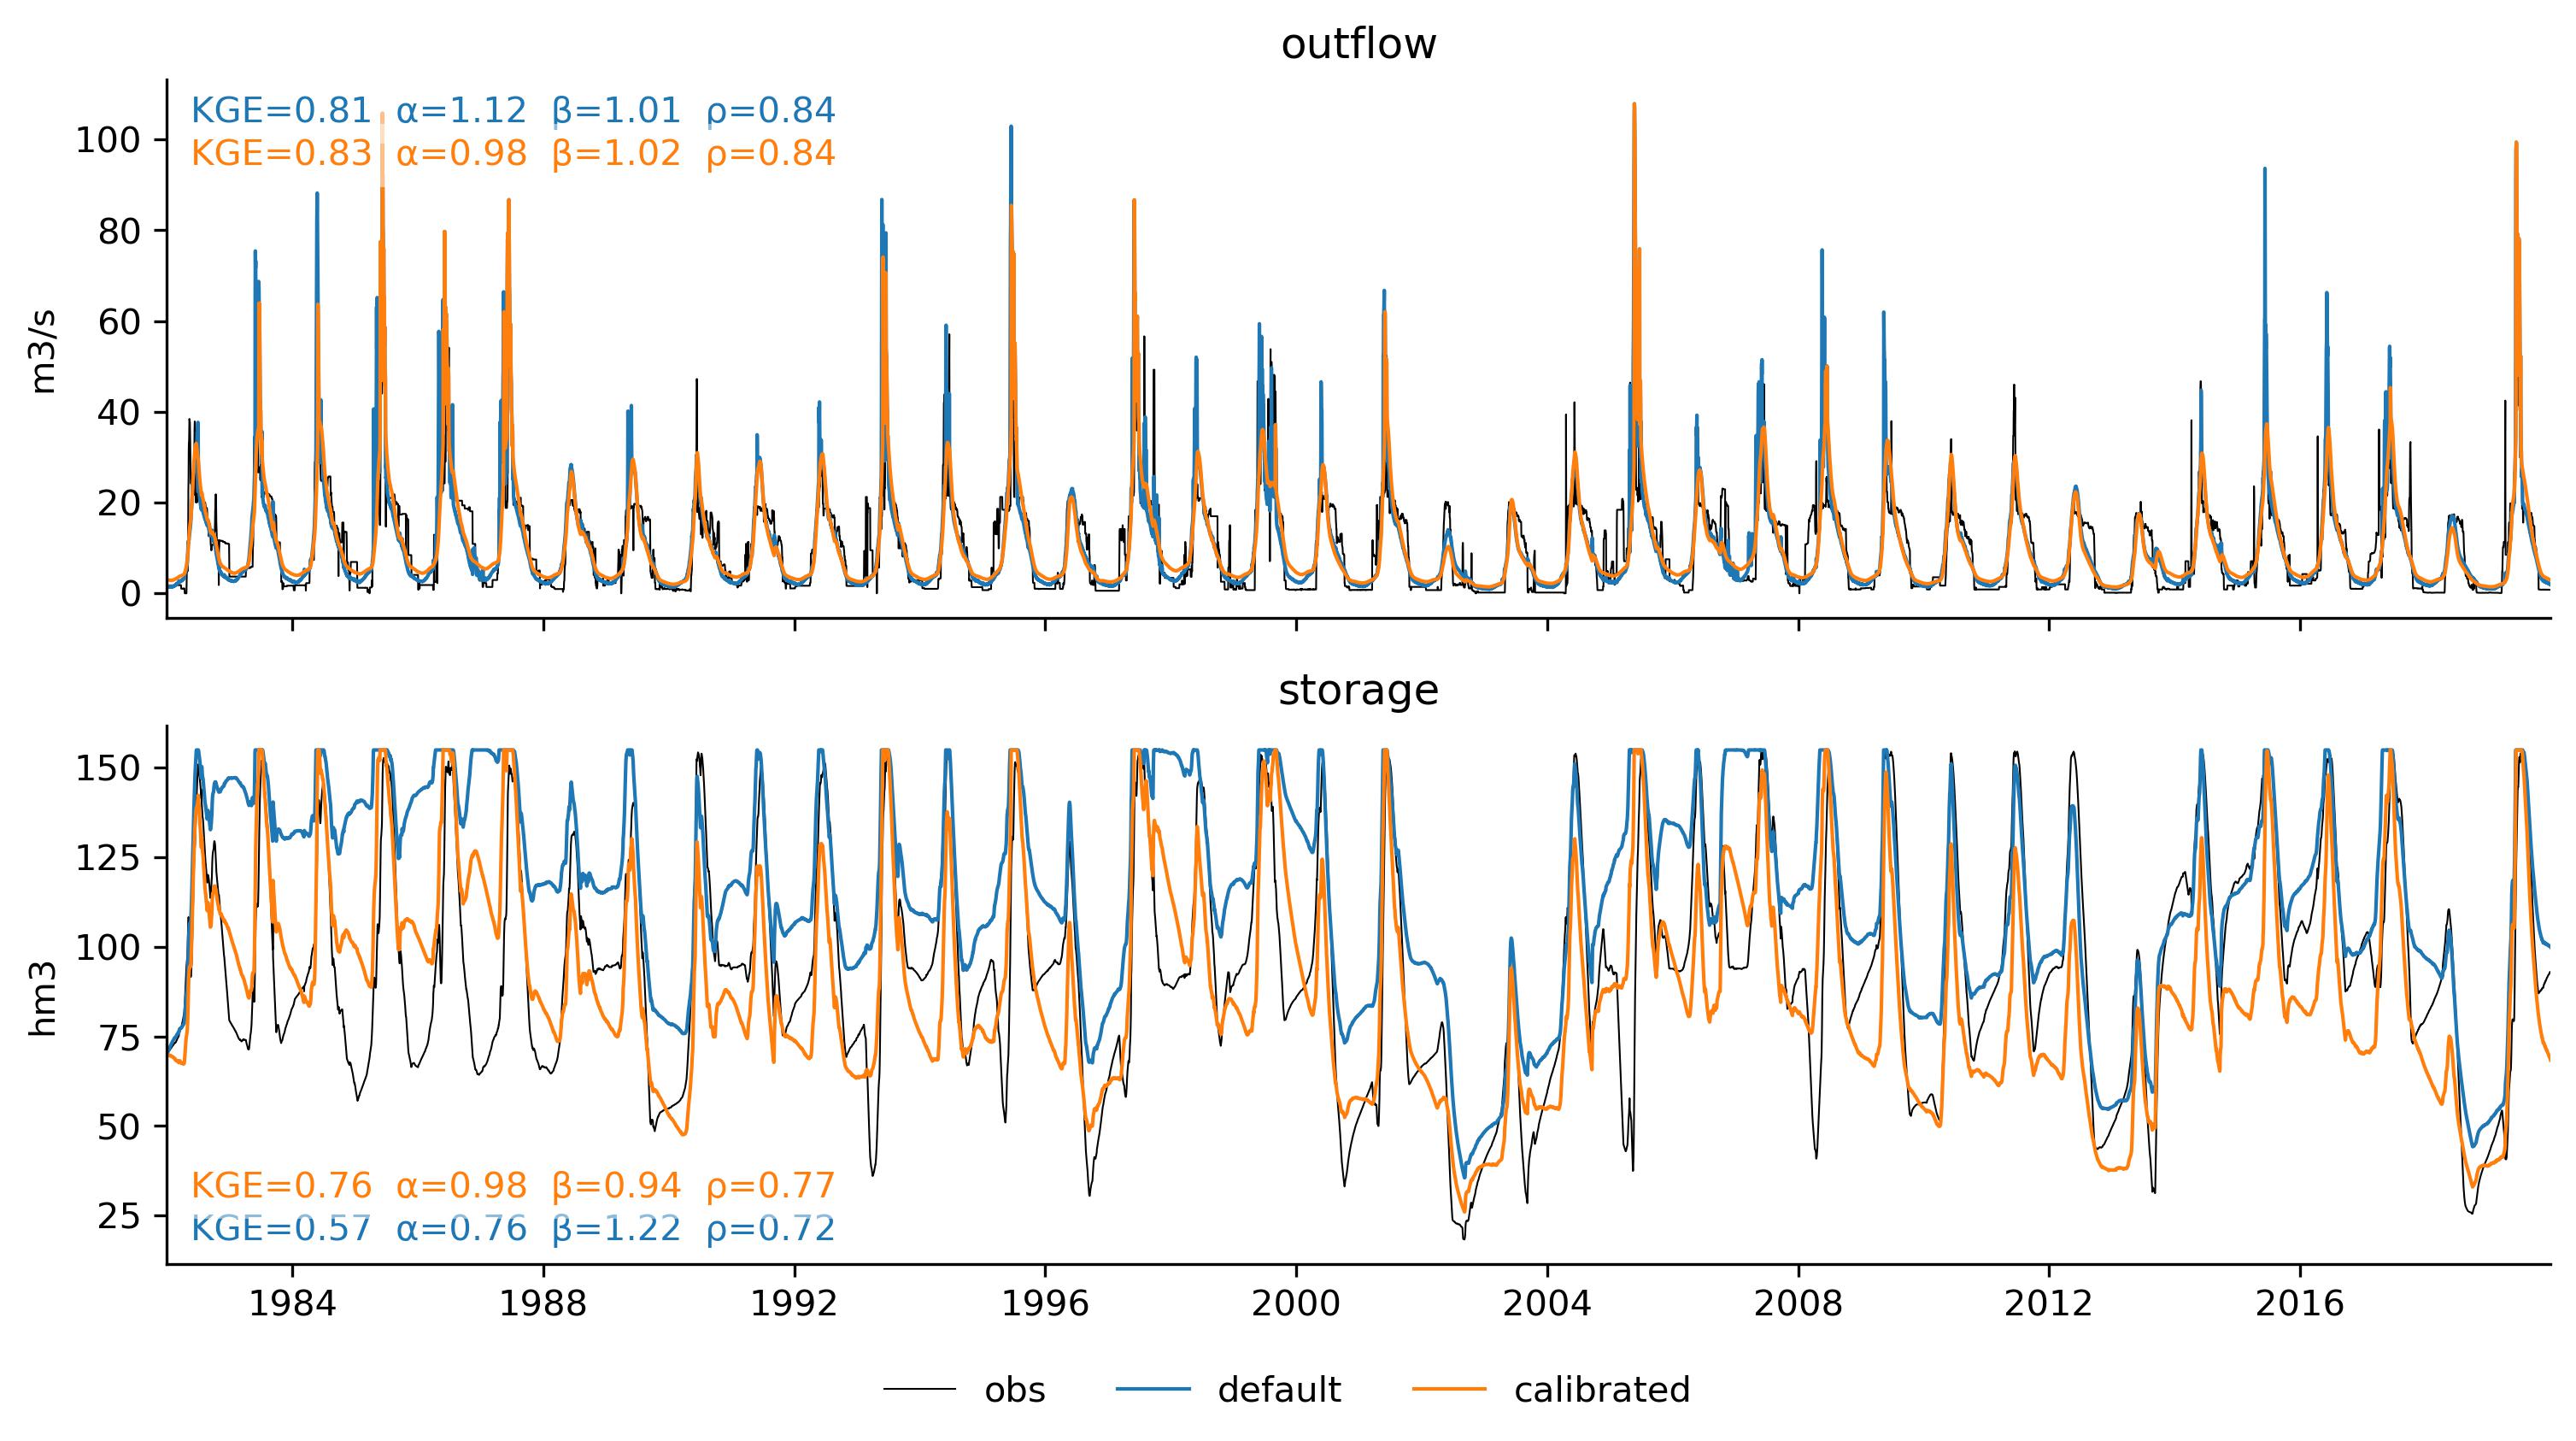 outflow
KGE=0.81 α=1.12 β=1.01 ρ=0.84
KGE=0.83 α=0.98 β=1.02 ρ=0.84
100
80
60
40
20
0
m3/s
storage
150
125
100
75
50
25
hm3
KGE=0.76 α=0.98 β=0.94 ρ=0.77
KGE=0.57 α=0.76 β=1.22 ρ=0.72
1984 1988 1992 1996 2000 2004 2008 2012 2016
obs default calibrated